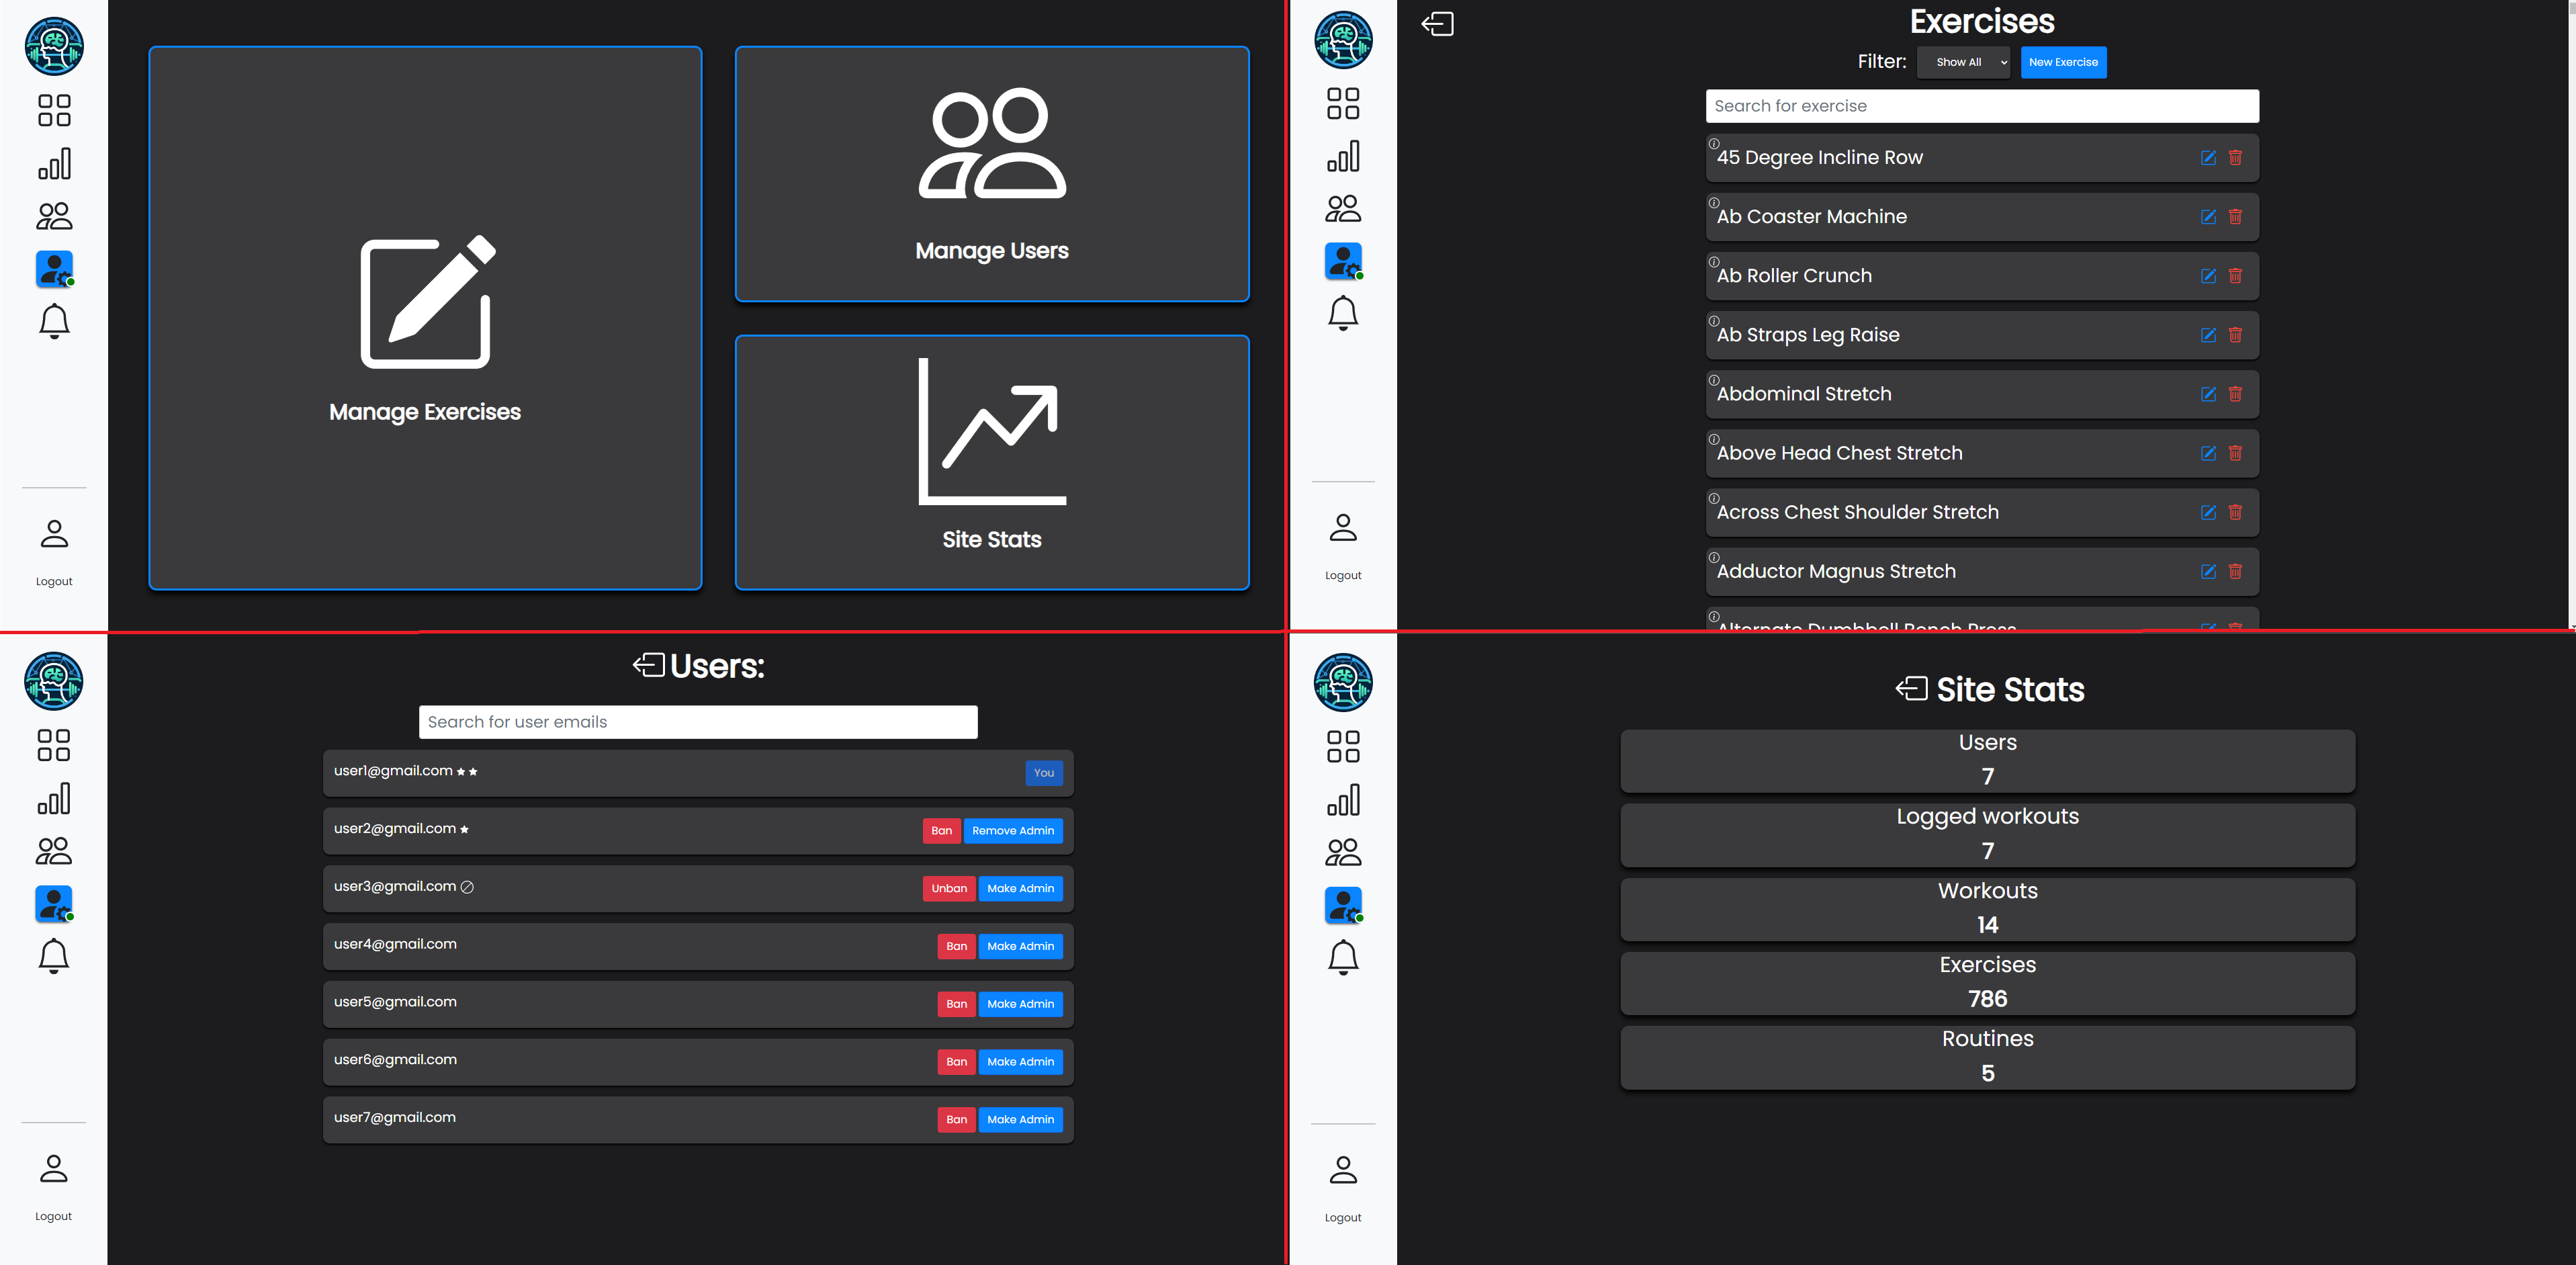 Manage Exercises
Manage Users
Site Stats
Logout
Exercises
Filter: Show All New Exercise
Search for exercise
45 Degree Incline Row
Ab Coaster Machine
Ab Roller Crunch
Ab Straps Leg Raise
Abdominal Stretch
Above Head Chest Stretch
Across Chest Shoulder Stretch
Adductor Magnus Stretch
Alternate Dumbbell Bench Press
Logout
Users:
Search for user emails
user1@gmail.com You
user2@gmail.com Ban Remove Admin
user3@gmail.com Unban Make Admin
user4@gmail.com Ban Make Admin
user5@gmail.com Ban Make Admin
user6@gmail.com Ban Make Admin
user7@gmail.com Ban Make Admin
Logout
Site Stats
Users
7
Logged workouts
7
Workouts
14
Exercises
786
Routines
5
Logout